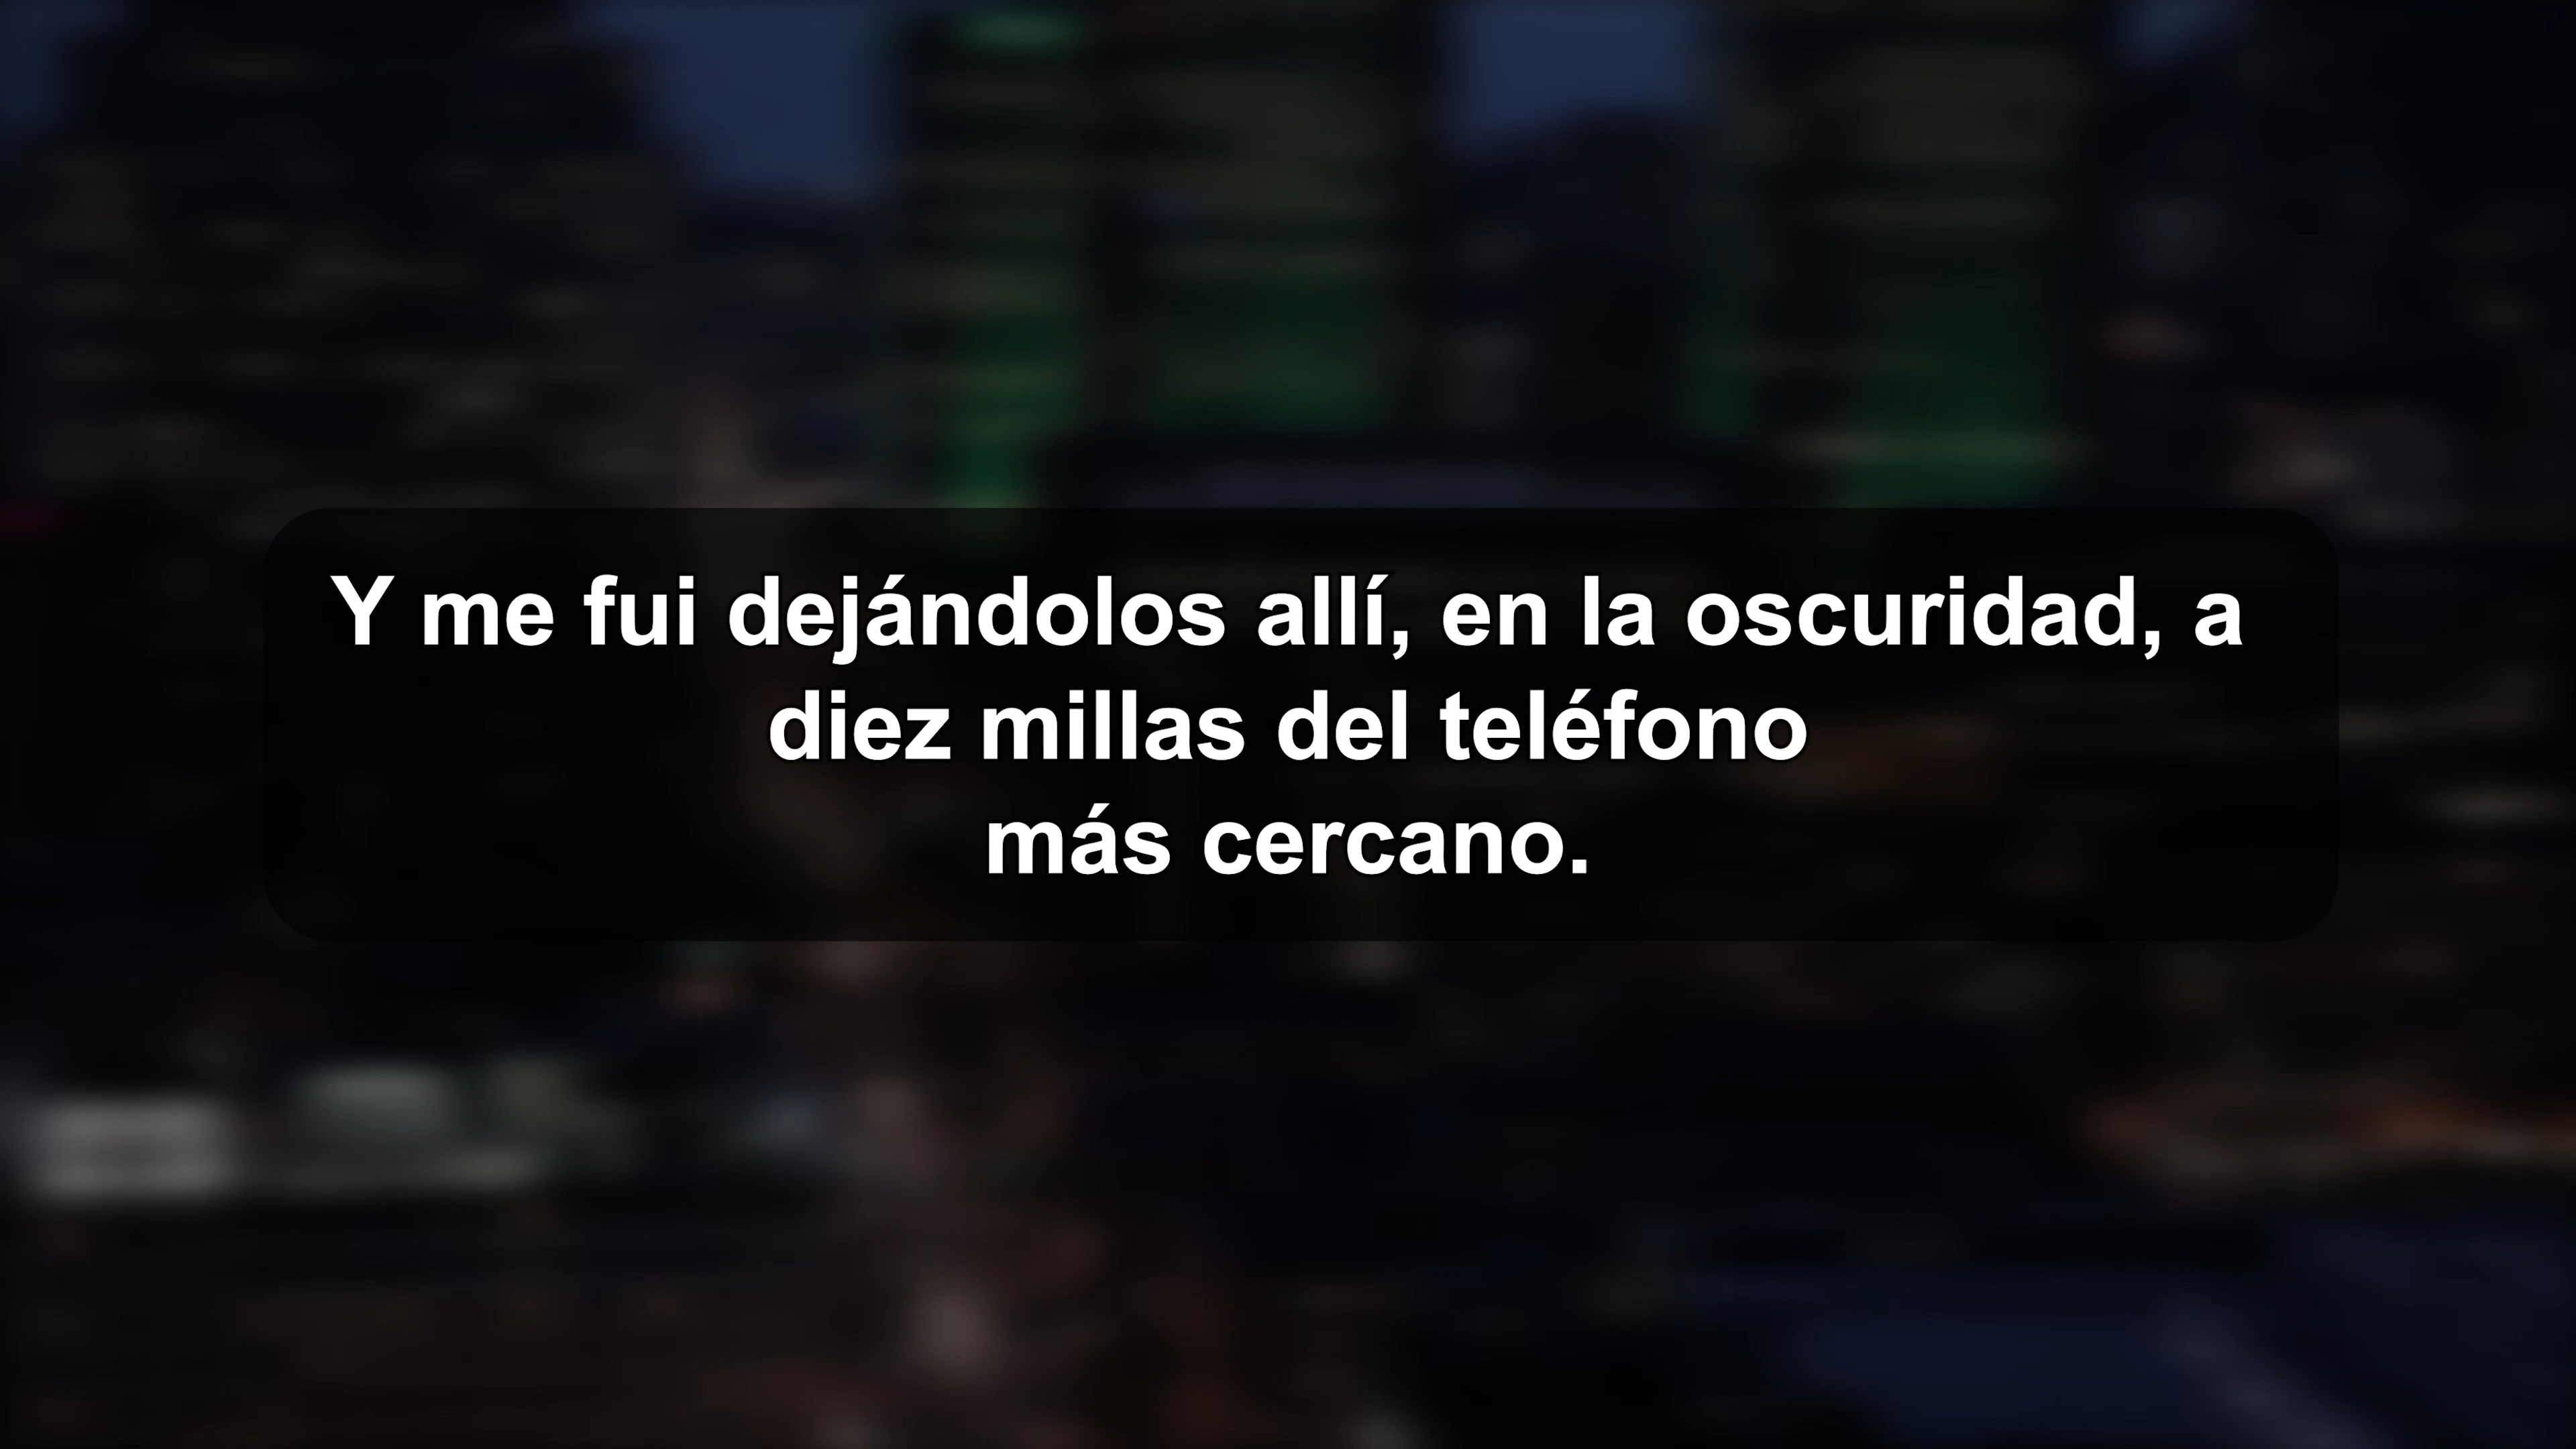 Y me fui dejándolos allí, en la oscuridad, a
diez millas del teléfono
más cercano.